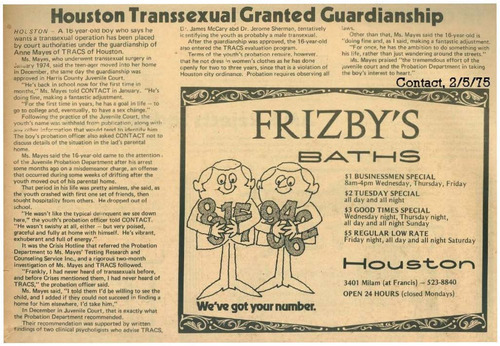 Houston Transsexual Granted Guardianship
HOUSTON - A 16 year old boy who says he
wants a transsexual operation has been placed
by court authorities under the guardianship of
Anne Mayes of TRACS of Houston.
Ms. Mayes, who underwent transsexual surgery in
January 1974, said the teen-ager moved into her home
in December, the same day the guardianship was
approved in Harris County Juvenile Court.
"He's back in school now for the first time in
months," Ms. Mayes told CONTACT in January. "He's
doing fine, making a fantastic adjustment.
"For the first time in years, he has a goal in life — to
go to college and, eventually, to have a sex change."
Following the practice of the Juvenile Court, the
youth's name was withheld from publication, along with
any other information that would tend to identify him.
The boy's probation officer also asked CONTACT not to
discuss details of the situation in the lad's parental
home.
Ms. Mayes said the 16-year-old came to the attention
of the Juvenile Probation Department after his arrest
some months ago on a misdemeanor charge, an offense
that occurred during some weeks of drifting after the
youth moved out of his parental home.
That period in his life was pretty aimless, she said, as
the youth crashed with first one set of friends, then
sought hospitality from others. He dropped out of
school.
"He wasn't like the typical delinquent we see down
here," the youth's probation officer told CONTACT.
"He wasn't swishy at all, either — but very poised,
graceful and fully at home with himself. He's vibrant,
exhuberant and full of energy."
It was the Crisis Hotline that referred the Probation
Department to Ms. Mayes' Testing Research and
Counseling Service Inc., and a rigorous two-month
investigation of Ms. Mayes and TRACS followed.
"Frankly, I had never heard of transsexuals before,
and before Crises mentioned them, I had never heard of
TRACS," the probation officer said.
Ms. Mayes said, "I told them I'd be willing to see the
child, and I added if they could not succeed in finding a
home for him elsewhere, I'd take him."
In December in Juvenile Court, that is exactly what
the Probation Department recommended.
Their recommendation was supported by written
findings of two clinical psychologists who advise TRACS,
Dr. James McCary and Dr. Jerome Sherman, tentatively
identifying the youth as probably a male transsexual.
After the guardianship was approved, the 16-year-old
also entered the TRACS evaluation program.
Terms of the youth's probation require, however,
that he not dress in women's clothes as he has done
openly for two to three years, since that is a violation of
Houston city ordinance. Probation requires observing all
laws.
Other than that, Ms. Mayes said, the 16-year-old is
"doing fine and, as I said, making a fantastic adjustment.
"For once, he has the ambition to do something with
his life, rather than just wandering around the streets."
Ms. Mayes praised the "tremendous effort of the
juvenile court and the Probation Department in taking
the boy's interest to heart."
Contact, 2/5/75
FRIZBY'S
BATHS
$1 BUSINESSMEN SPECIAL
8am-4pm Wednesday, Thursday, Friday
$2 TUESDAY SPECIAL
all day and all night
$3 GOOD TIMES SPECIAL
Wednesday night, Thursday night,
all day and all night Sunday
$5 REGULAR LOW RATE
Friday night, all day and all night Saturday
Houston
3401 Milam (at Francis) — 523-8840
OPEN 24 HOURS (closed Mondays)
We've got your number.